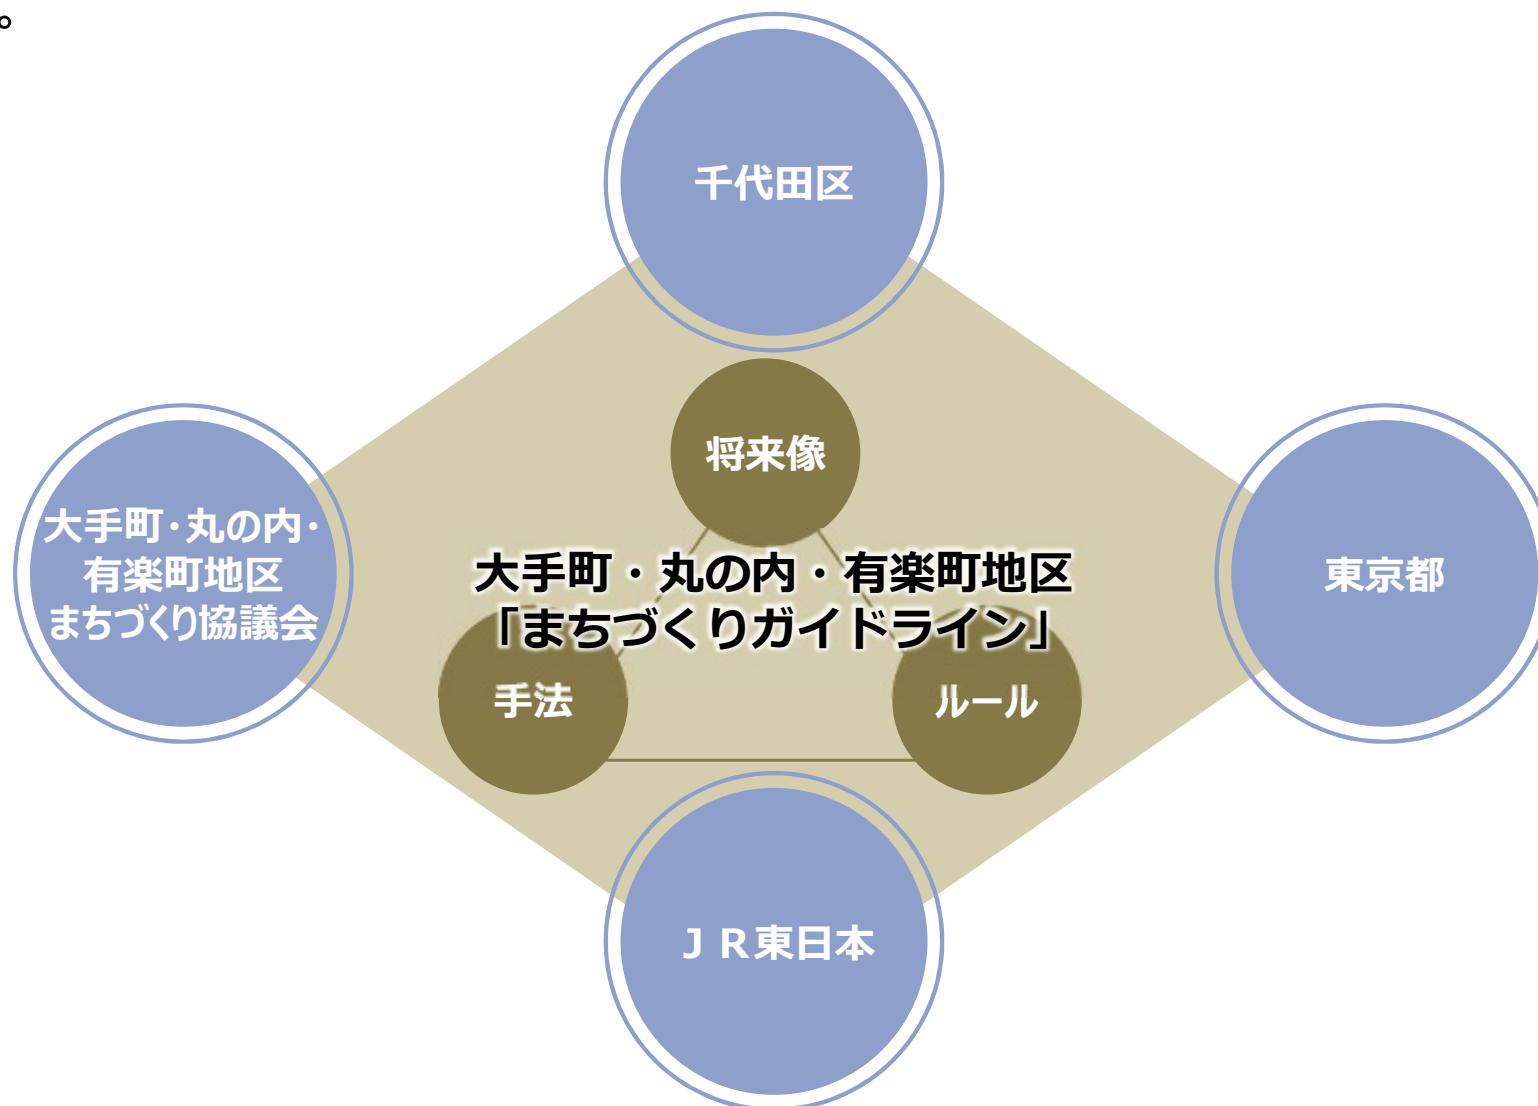 。
千代田区
将来像
大手町・丸の内・
有楽町地区
まちづくり協議会
大手町・丸の内・有楽町地区
「まちづくりガイドライン」
東京都
手法
ルール
ＪＲ東日本